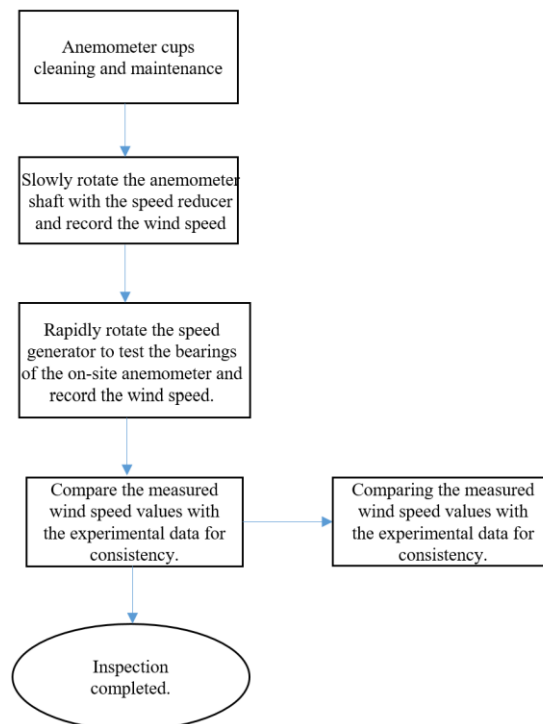 Anemometer cups
cleaning and maintenance
Slowly rotate the anemometer
shaft with the speed reducer
and record the wind speed
Rapidly rotate the speed
generator to test the bearings
of the on-site anemometer and
record the wind speed.
Compare the measured
wind speed values with
the experimental data for
consistency.
Comparing the measured
wind speed values with
the experimental data for
consistency.
Inspection
completed.